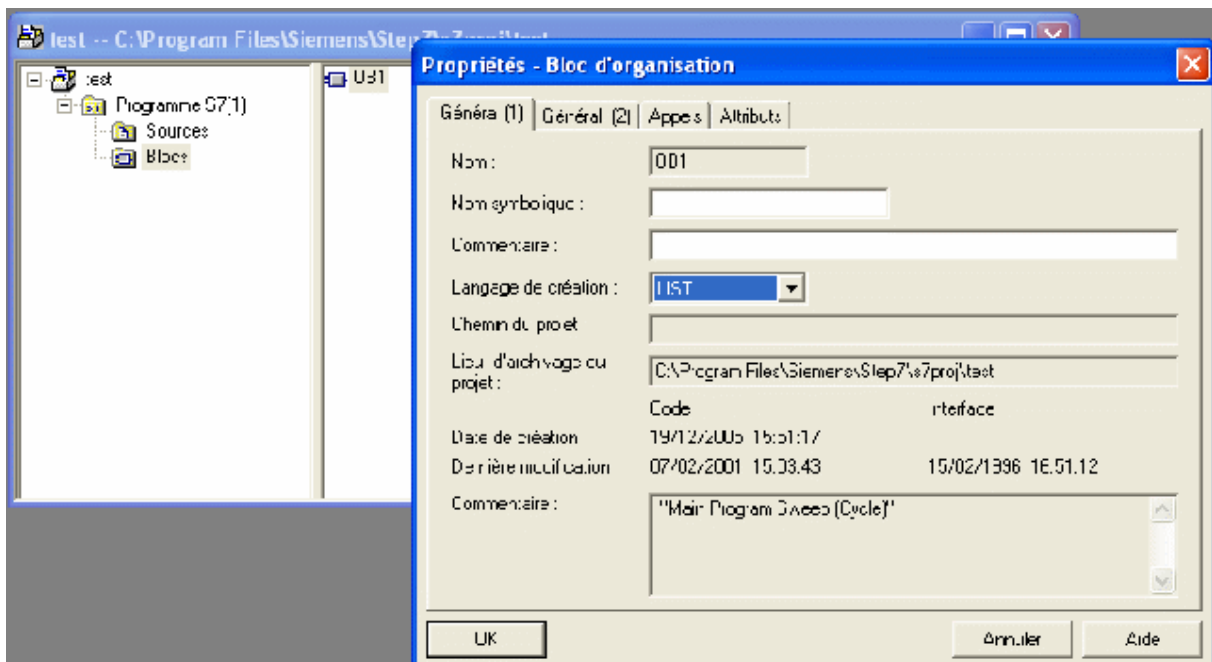 test -- C:\Program Files\Siemens\Step7\s7proj\test
test
Programme S7(1)
Sources
Blocs
OB1
Propriétés - Bloc d'organisation
Général (1)
Général (2)
Appels
Attributs
Nom :
OB1
Nom symbolique :
Commentaire :
Langage de création :
LIST
Chemin du projet
Lieu d'archivage du
projet :
C:\Program Files\Siemens\Step7\s7proj\test
Code
Interface
Date de création
19/12/2005 15:51:17
Dernière modification
07/02/2001 15:03:43
15/02/1996 16:51:12
Commentaire :
"Main Program Sweep (Cycle)"
OK
Annuler
Aide